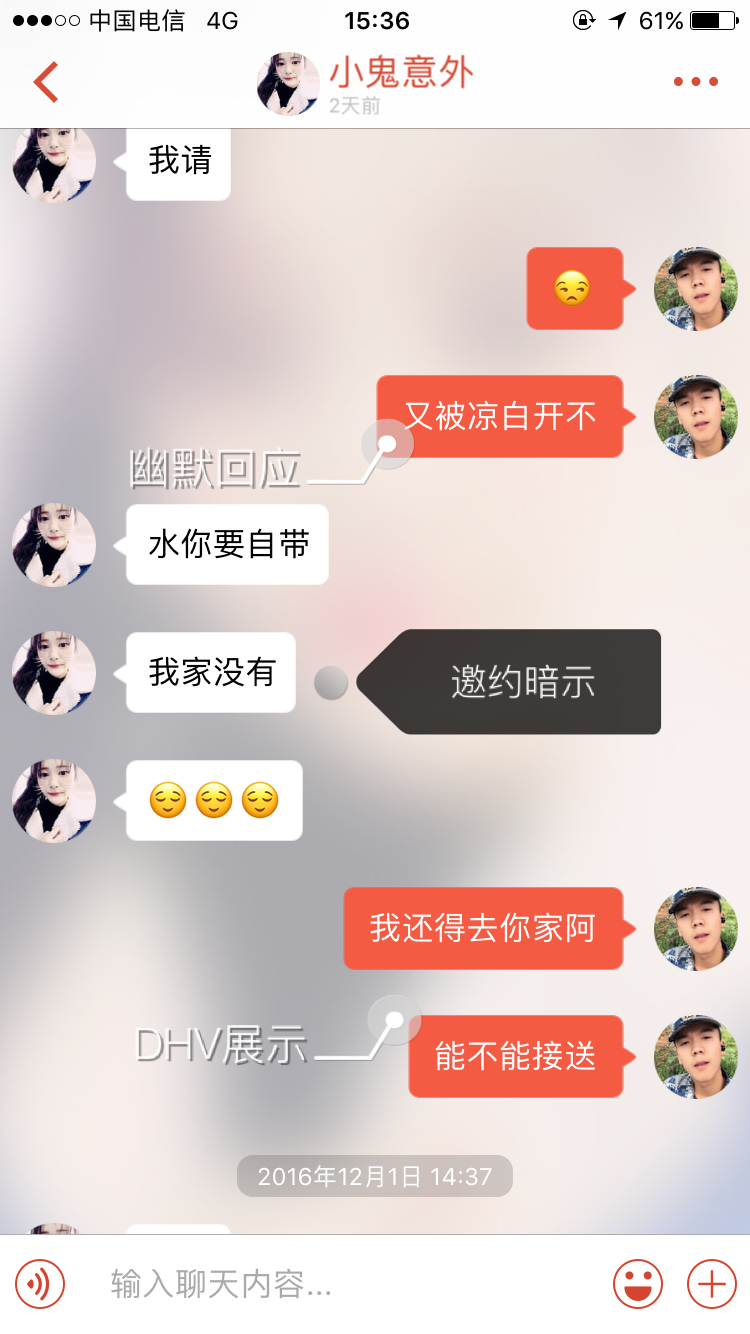 中国电信 4G 15:36 61%
小鬼意外
2天前
我请
又被凉白开不
幽默回应
水你要自带
我家没有
邀约暗示
我还得去你家阿
DHV展示
能不能接送
2016年12月1日 14:37
输入聊天内容...